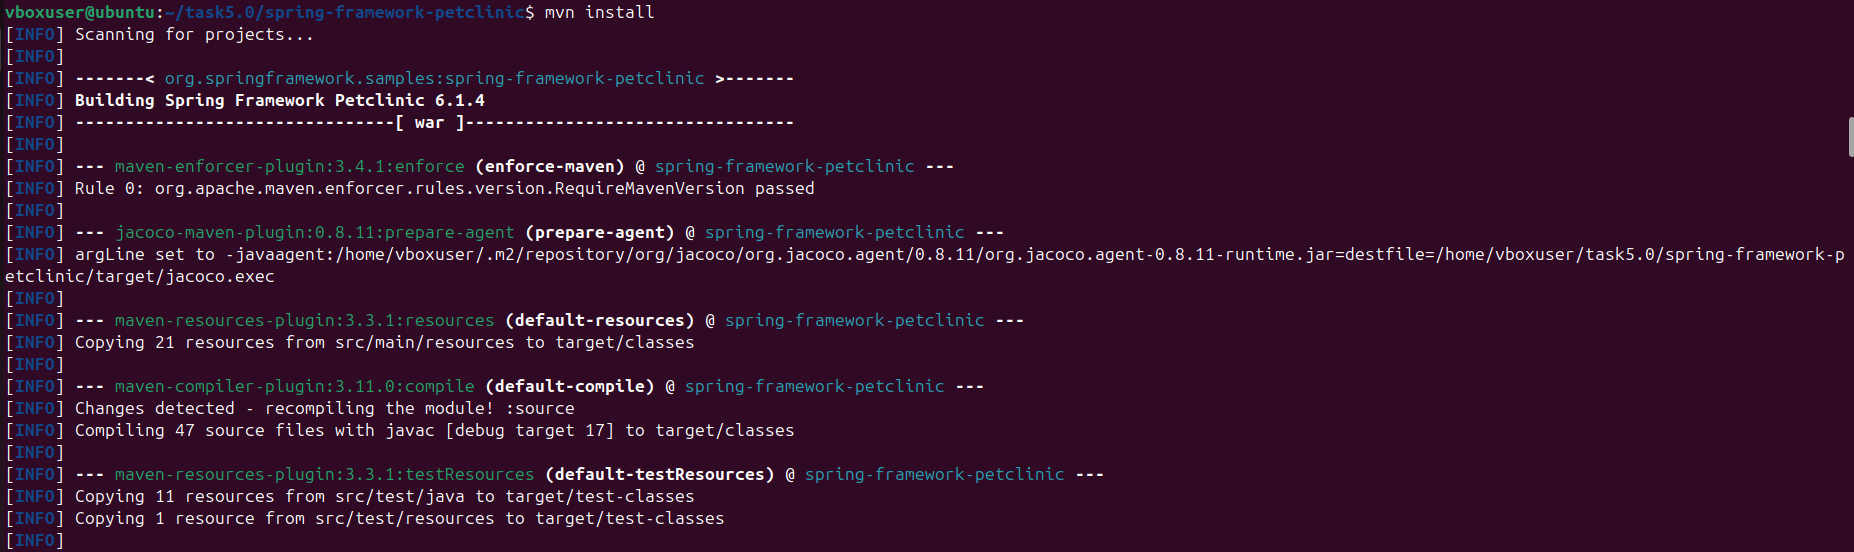 vboxuser@ubuntu:~/task5.0/spring-framework-petclinic$ mvn install
[INFO] Scanning for projects...
[INFO]
[INFO] -------< org.springframework.samples:spring-framework-petclinic >-------
[INFO] Building Spring Framework Petclinic 6.1.4
[INFO] --------------------------------[ war ]---------------------------------
[INFO]
[INFO] --- maven-enforcer-plugin:3.4.1:enforce (enforce-maven) @ spring-framework-petclinic ---
[INFO] Rule 0: org.apache.maven.enforcer.rules.version.RequireMavenVersion passed
[INFO]
[INFO] --- jacoco-maven-plugin:0.8.11:prepare-agent (prepare-agent) @ spring-framework-petclinic ---
[INFO] argLine set to -javaagent:/home/vboxuser/.m2/repository/org/jacoco/org.jacoco.agent/0.8.11/org.jacoco.agent-0.8.11-runtime.jar=destfile=/home/vboxuser/task5.0/spring-framework-p
etclinic/target/jacoco.exec
[INFO]
[INFO] --- maven-resources-plugin:3.3.1:resources (default-resources) @ spring-framework-petclinic ---
[INFO] Copying 21 resources from src/main/resources to target/classes
[INFO]
[INFO] --- maven-compiler-plugin:3.11.0:compile (default-compile) @ spring-framework-petclinic ---
[INFO] Changes detected - recompiling the module! :source
[INFO] Compiling 47 source files with javac [debug target 17] to target/classes
[INFO]
[INFO] --- maven-resources-plugin:3.3.1:testResources (default-testResources) @ spring-framework-petclinic ---
[INFO] Copying 11 resources from src/test/java to target/test-classes
[INFO] Copying 1 resource from src/test/resources to target/test-classes
[INFO]